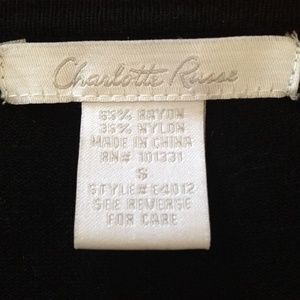 Charlotte Russe
65% RAYON
35% NYLON
MADE IN CHINA
RN# 101331
S
STYLE# E4012
SEE REVERSE
FOR CARE